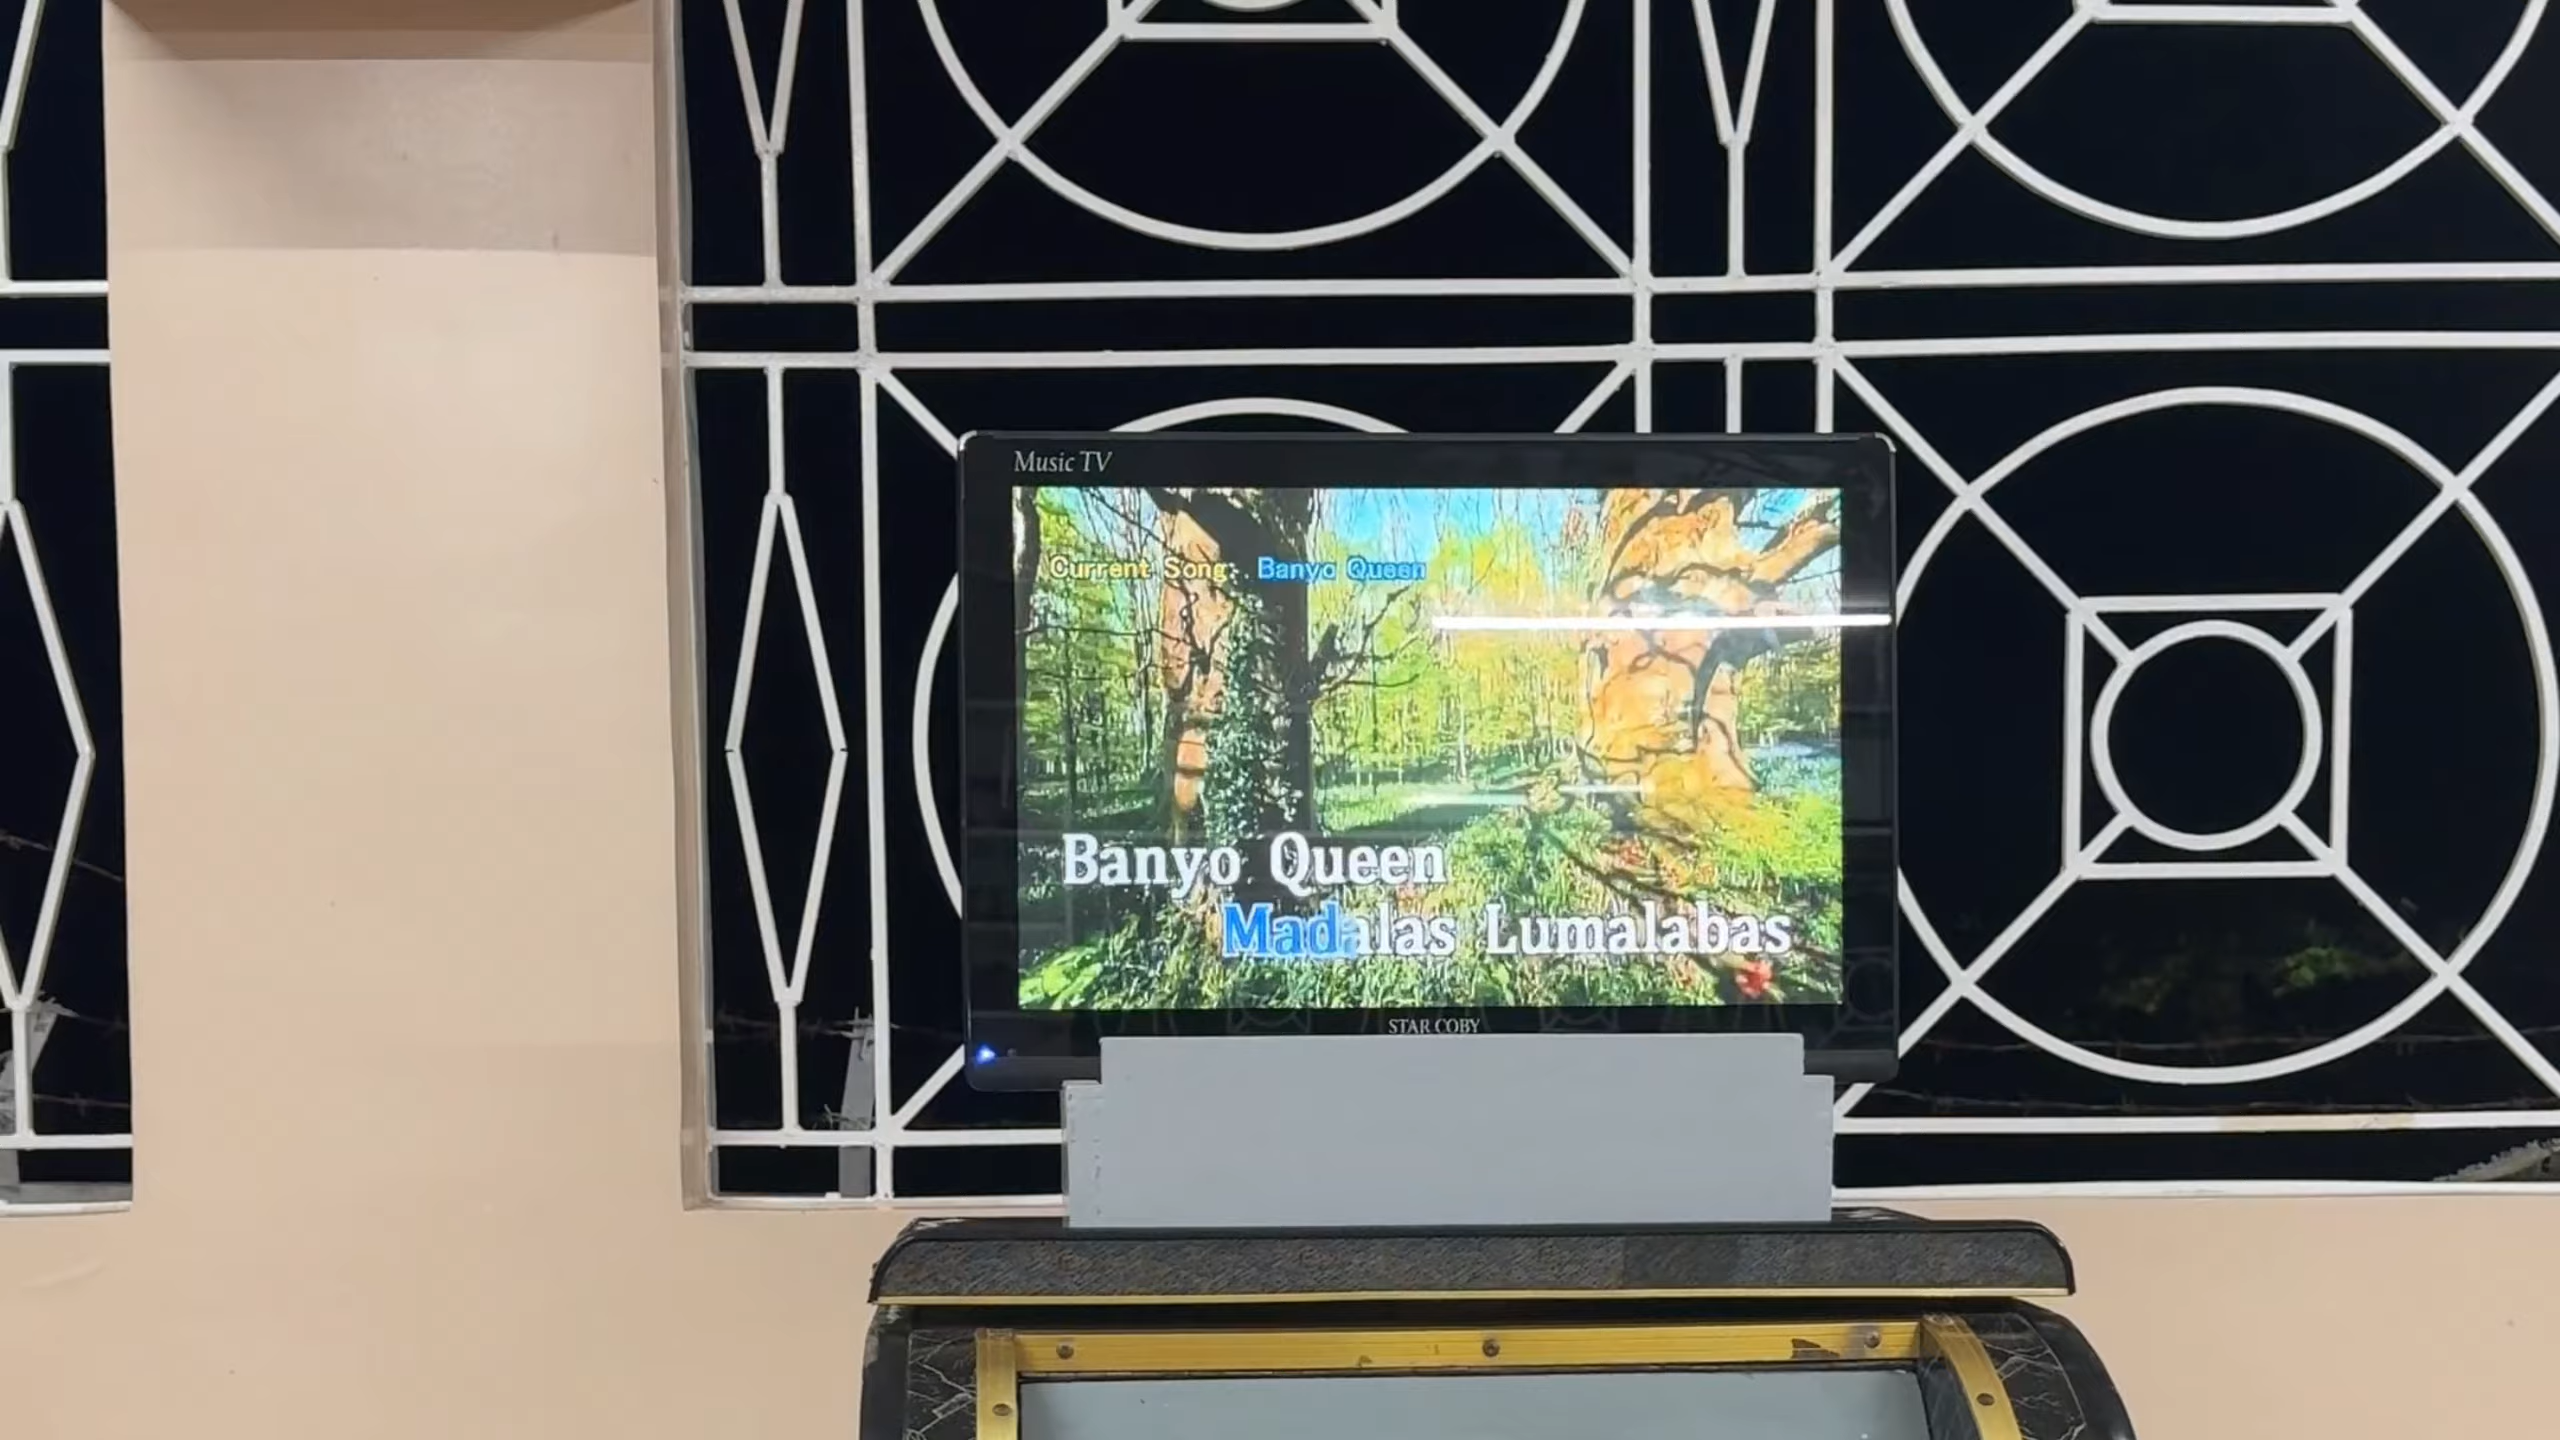 Music TV
Current Song: Banyo Queen
Banyo Queen
Madalas Lumalabas
STAR COBY